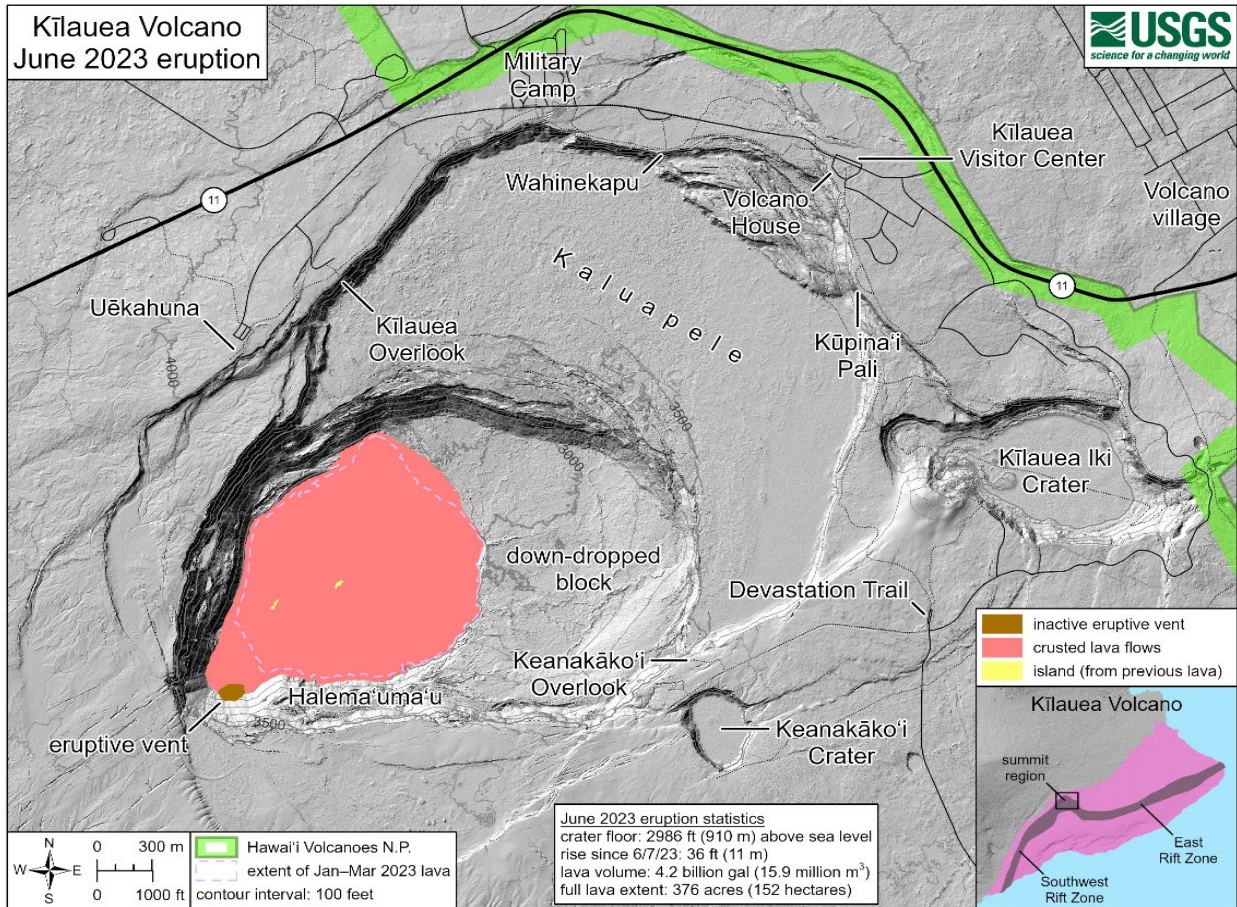 Kīlauea Volcano
June 2023 eruption
USGS
science for a changing world
Military
Camp
Kīlauea
Visitor Center
Wahinekapu
Volcano
House
Volcano
village
11
11
Kaluapele
Uēkahuna
Kīlauea
Overlook
Kūpinaʻi
Pali
4000
3500
3000
Kīlauea Iki
Crater
down-dropped
block
Devastation Trail
Keanakākoʻi
Overlook
Halemaʻumaʻu
3500
eruptive vent
Keanakākoʻi
Crater
inactive eruptive vent
crusted lava flows
island (from previous lava)
Kīlauea Volcano
summit
region
East
Rift Zone
Southwest
Rift Zone
N
W E
S
0 300 m
0 1000 ft
Hawaiʻi Volcanoes N.P.
extent of Jan–Mar 2023 lava
contour interval: 100 feet
June 2023 eruption statistics
crater floor: 2986 ft (910 m) above sea level
rise since 6/7/23: 36 ft (11 m)
lava volume: 4.2 billion gal (15.9 million m³)
full lava extent: 376 acres (152 hectares)